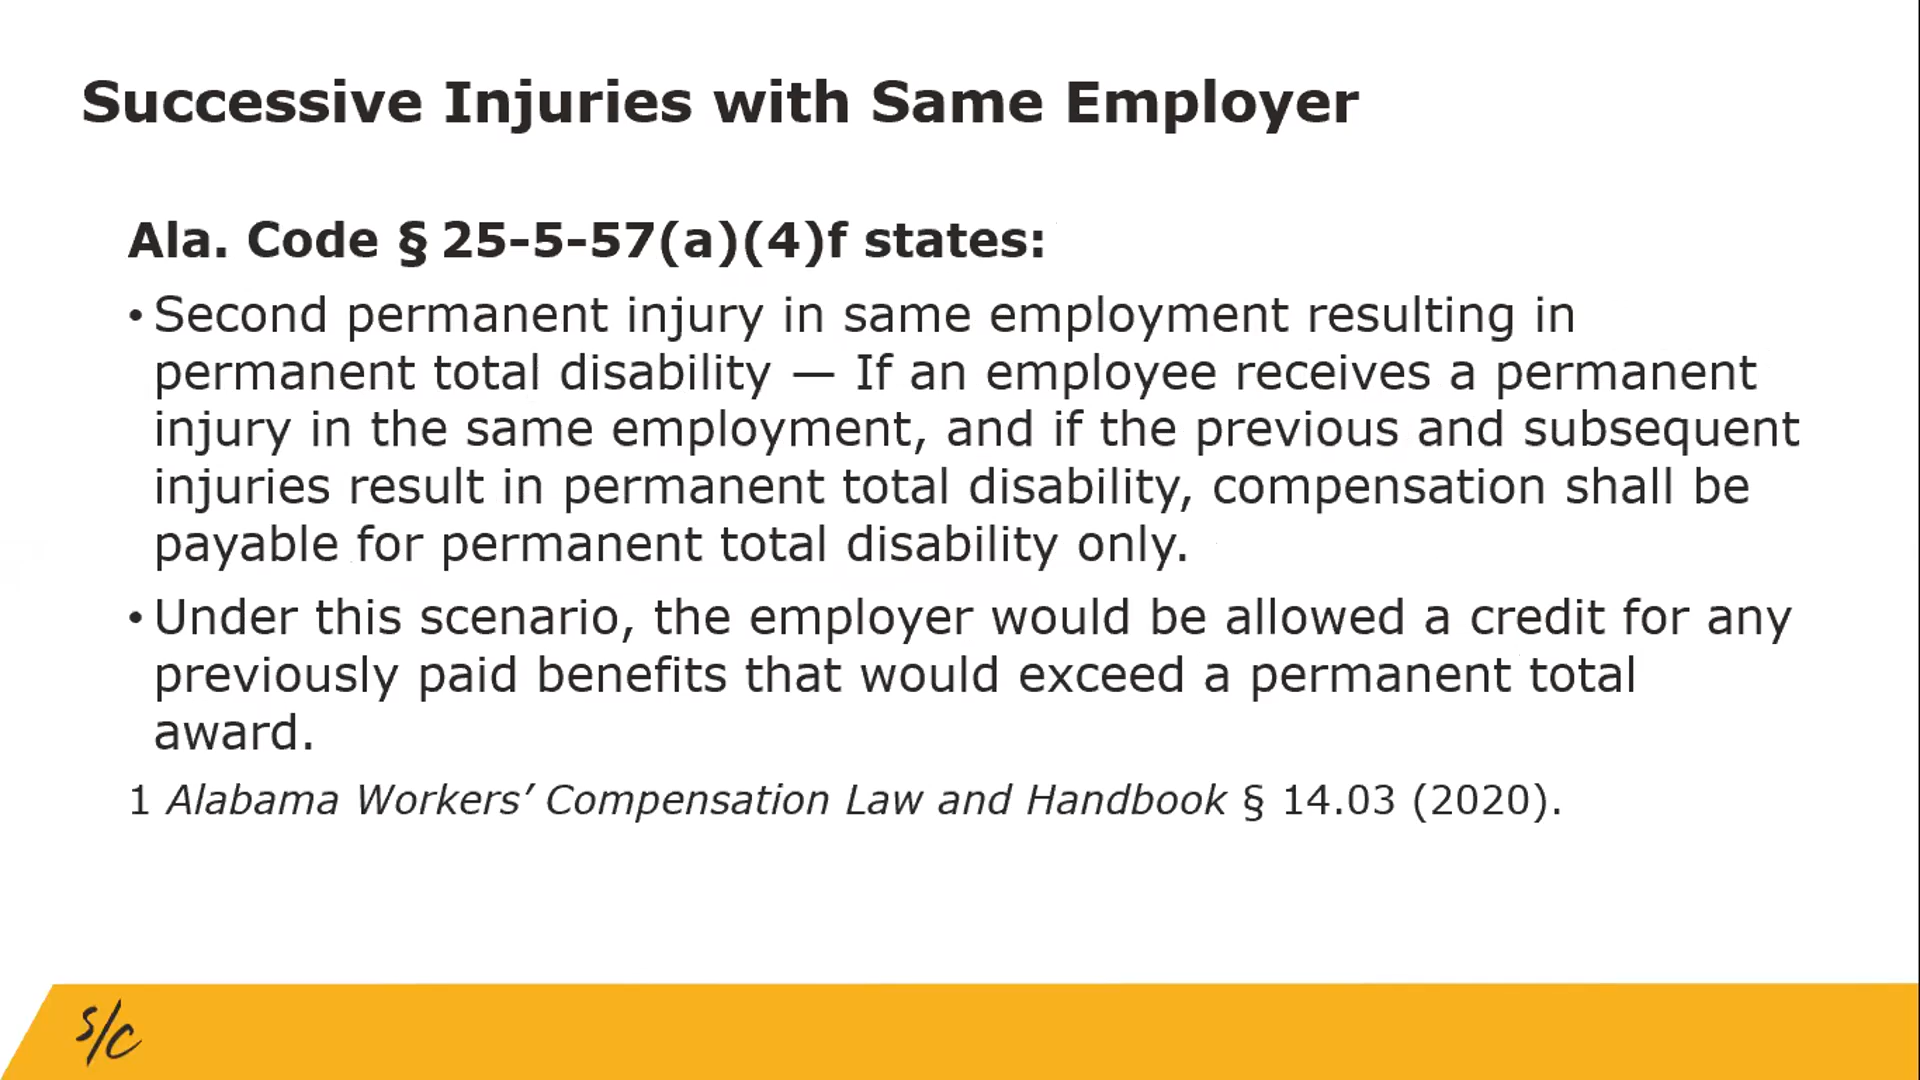 Successive Injuries with Same Employer
Ala. Code § 25-5-57(a)(4)f states:
• Second permanent injury in same employment resulting in
permanent total disability — If an employee receives a permanent
injury in the same employment, and if the previous and subsequent
injuries result in permanent total disability, compensation shall be
payable for permanent total disability only.
• Under this scenario, the employer would be allowed a credit for any
previously paid benefits that would exceed a permanent total
award.
1 Alabama Workers’ Compensation Law and Handbook § 14.03 (2020).
S/C